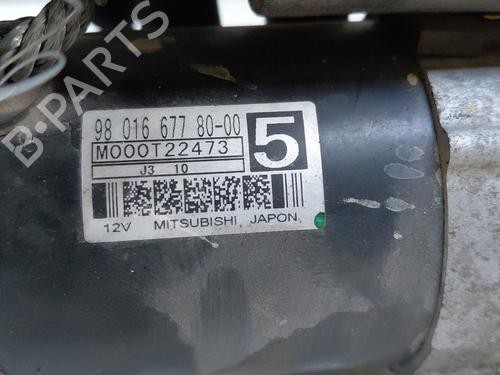 98 016 677 80-00
5
M000T22473
J3 10
12V MITSUBISHI, JAPON
B-PARTS